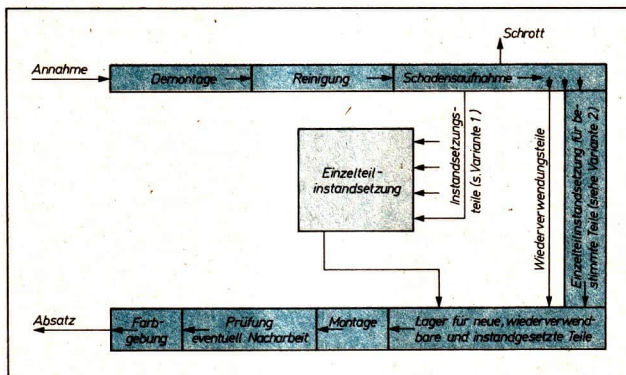 Schrott
Annahme
Demontage
Reinigung
Schadensaufnahme
Einzelteil-
instandsetzung
Instandsetzungs-
teile (s. Variante 1)
Wiederverwendungsteile
Einzelteilinstandsetzung für be-
stimmte Teile (siehe Variante 2)
Absatz
Farb-
gebung
Prüfung
eventuell Nacharbeit
Montage
Lager für neue, wiederverwend-
bare und instandgesetzte Teile